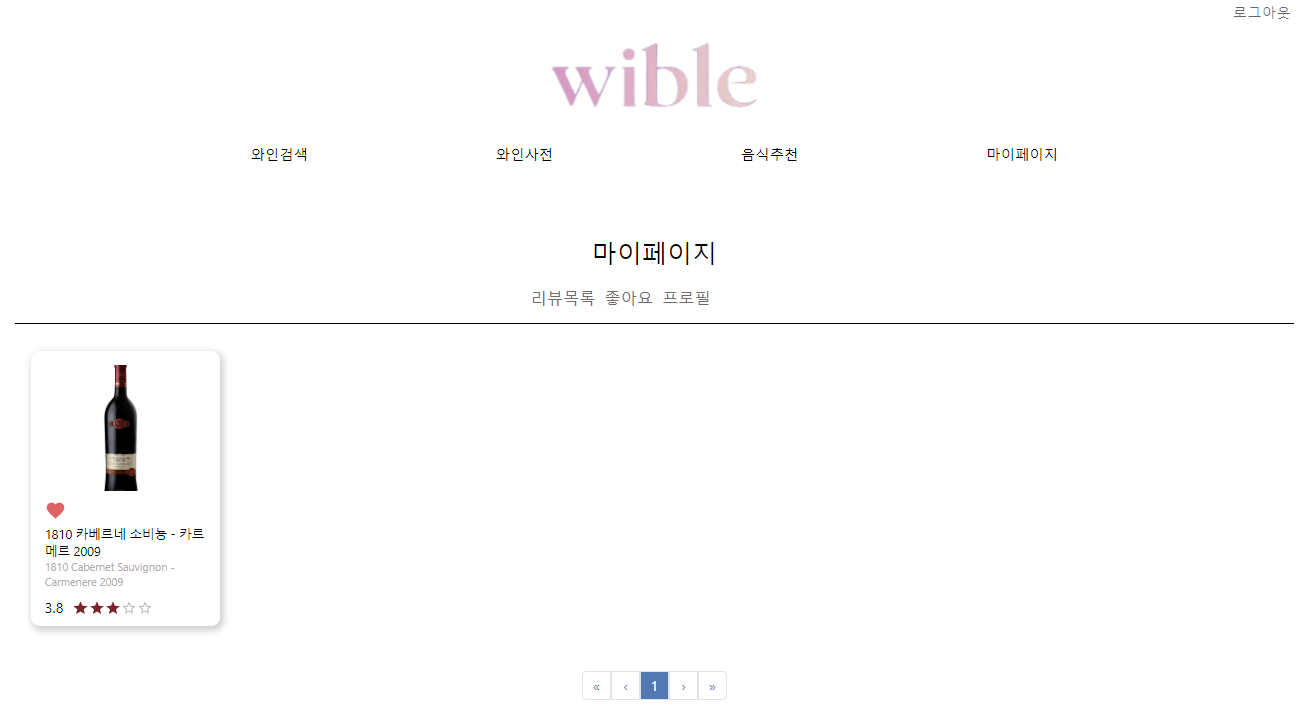 로그아웃
wible
와인검색 와인사전 음식추천 마이페이지
마이페이지
리뷰목록 좋아요 프로필
1810 카베르네 소비뇽 - 카르
메르 2009
1810 Cabernet Sauvignon -
Carmenere 2009
3.8
« ‹ 1 › »